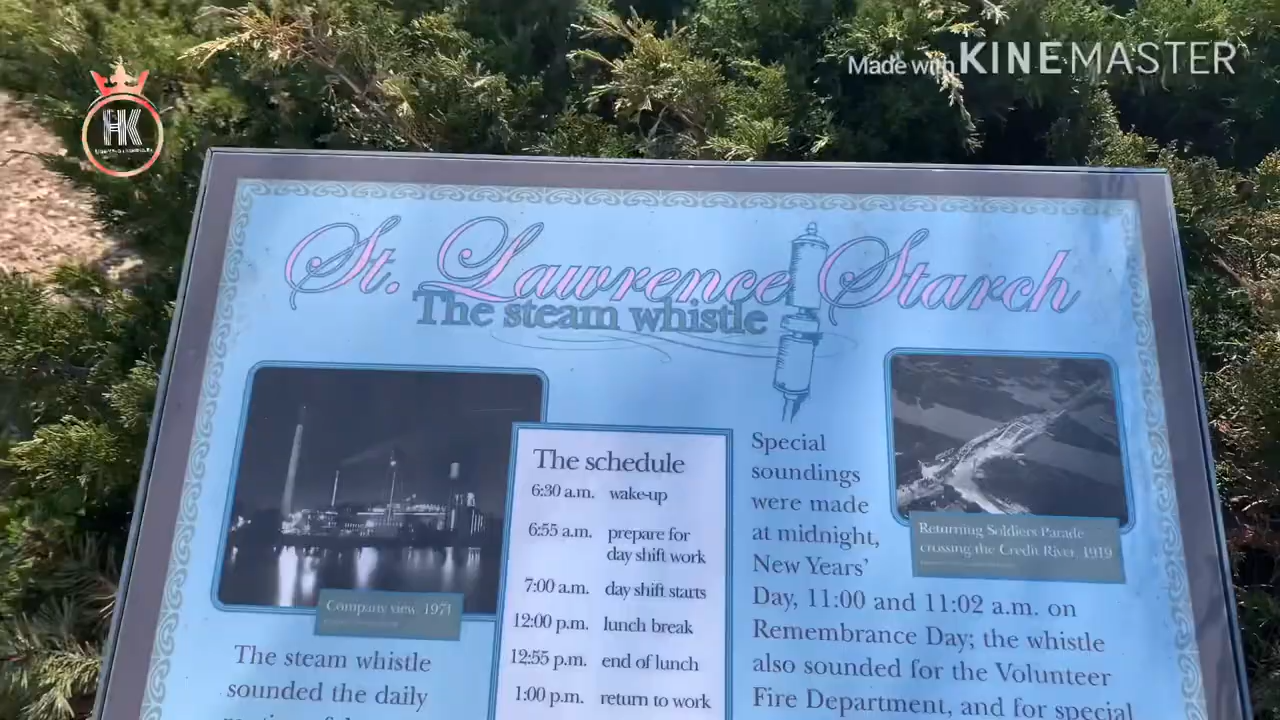 Made with KINEMASTER
HK
St. Lawrence Starch
The steam whistle
Company view, 1971
The steam whistle
sounded the daily
The schedule
6:30 a.m. wake-up
6:55 a.m. prepare for
day shift work
7:00 a.m. day shift starts
12:00 p.m. lunch break
12:55 p.m. end of lunch
1:00 p.m. return to work
Special
soundings
were made
at midnight,
New Years’
Day, 11:00 and 11:02 a.m. on
Remembrance Day; the whistle
also sounded for the Volunteer
Fire Department, and for special
Returning Soldiers Parade
crossing the Credit River, 1919